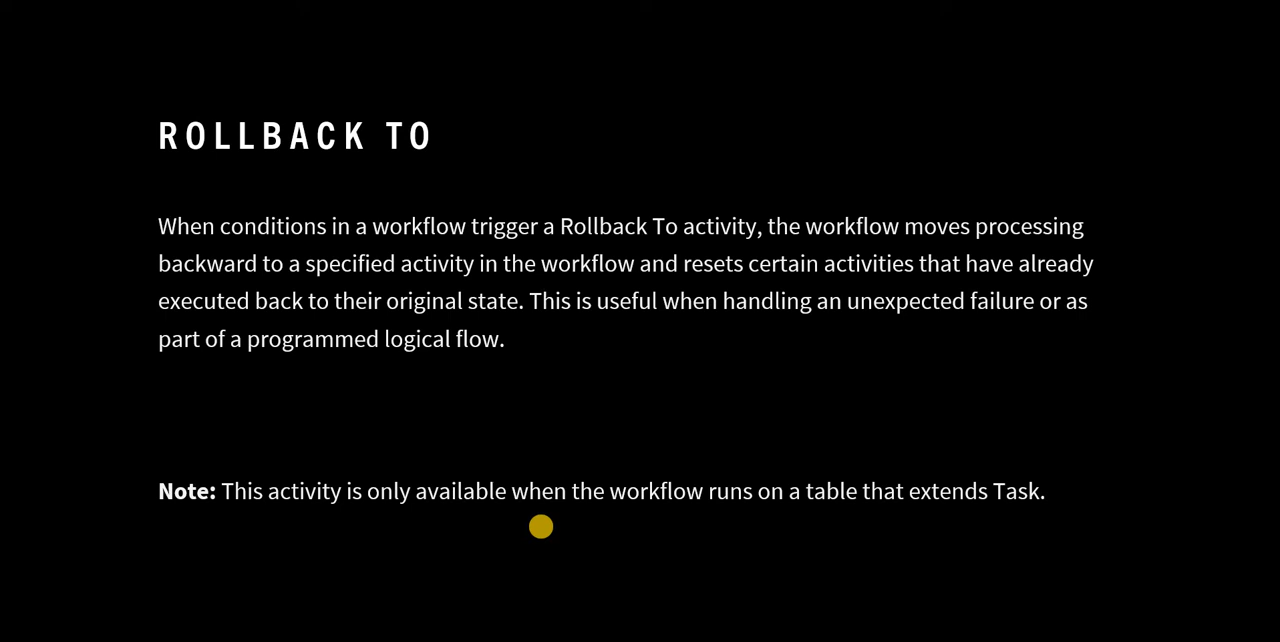 ROLLBACK TO
When conditions in a workflow trigger a Rollback To activity, the workflow moves processing
backward to a specified activity in the workflow and resets certain activities that have already
executed back to their original state. This is useful when handling an unexpected failure or as
part of a programmed logical flow.
Note: This activity is only available when the workflow runs on a table that extends Task.